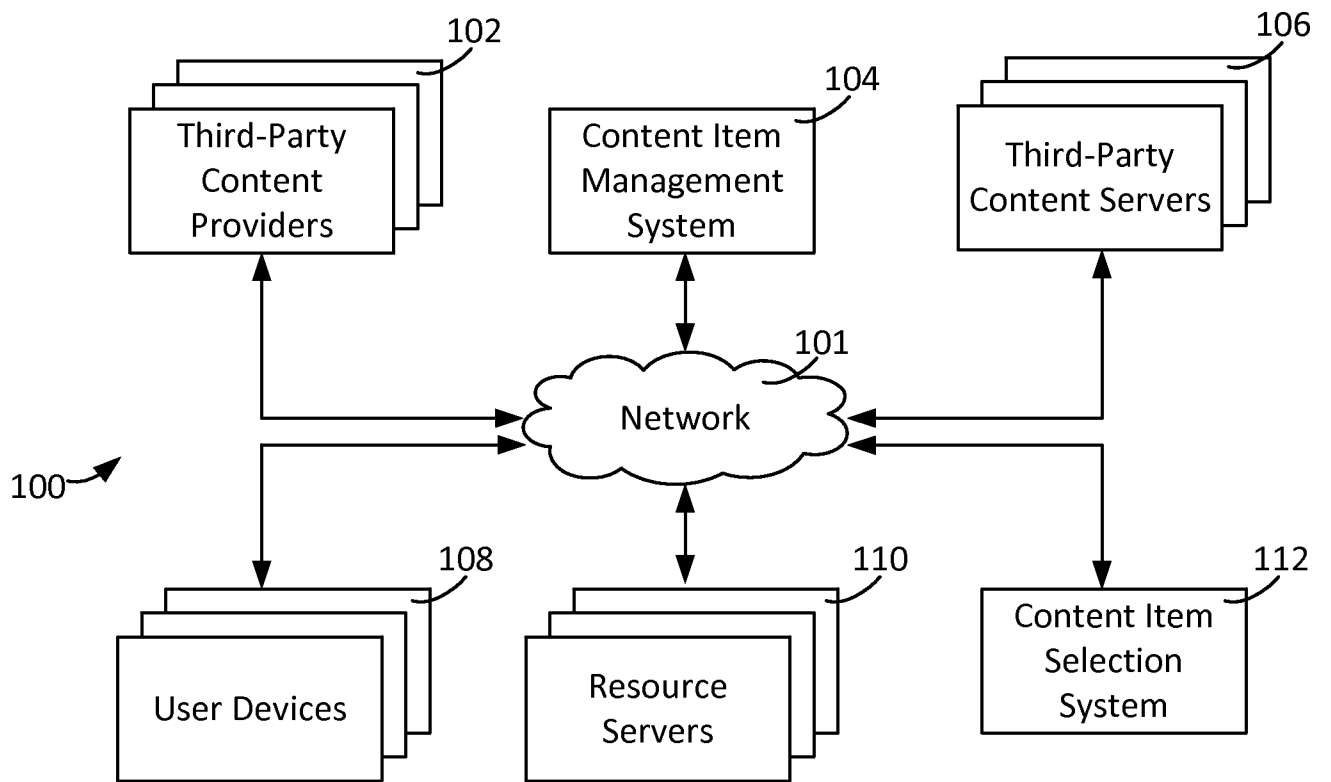 102
Third-Party
Content
Providers
104
Content Item
Management
System
106
Third-Party
Content Servers
101
Network
100
108
User Devices
110
Resource
Servers
112
Content Item
Selection
System